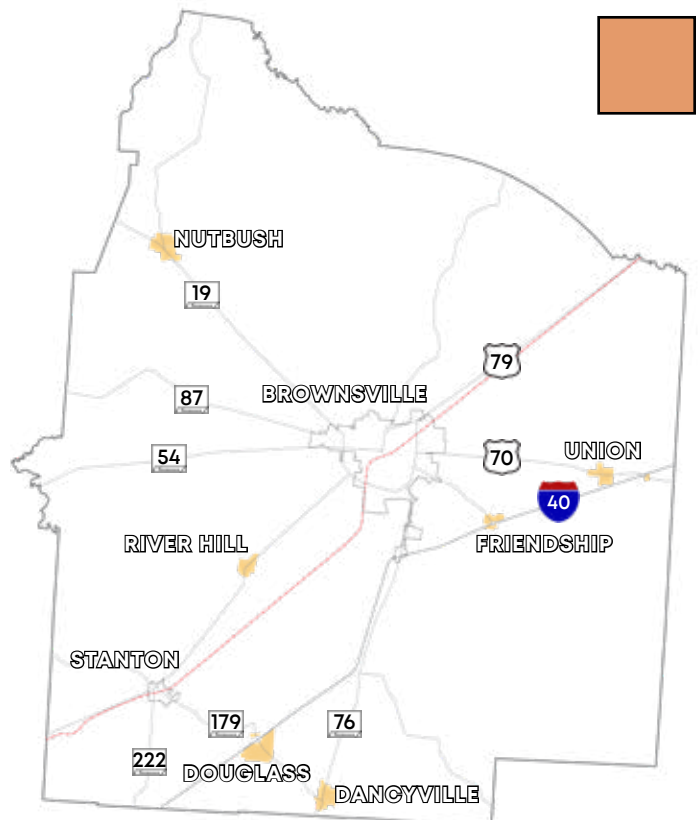 NUTBUSH
19
79
BROWNSVILLE
87
54
70
UNION
40
RIVER HILL
FRIENDSHIP
STANTON
179
76
222
DOUGLASS
DANCYVILLE